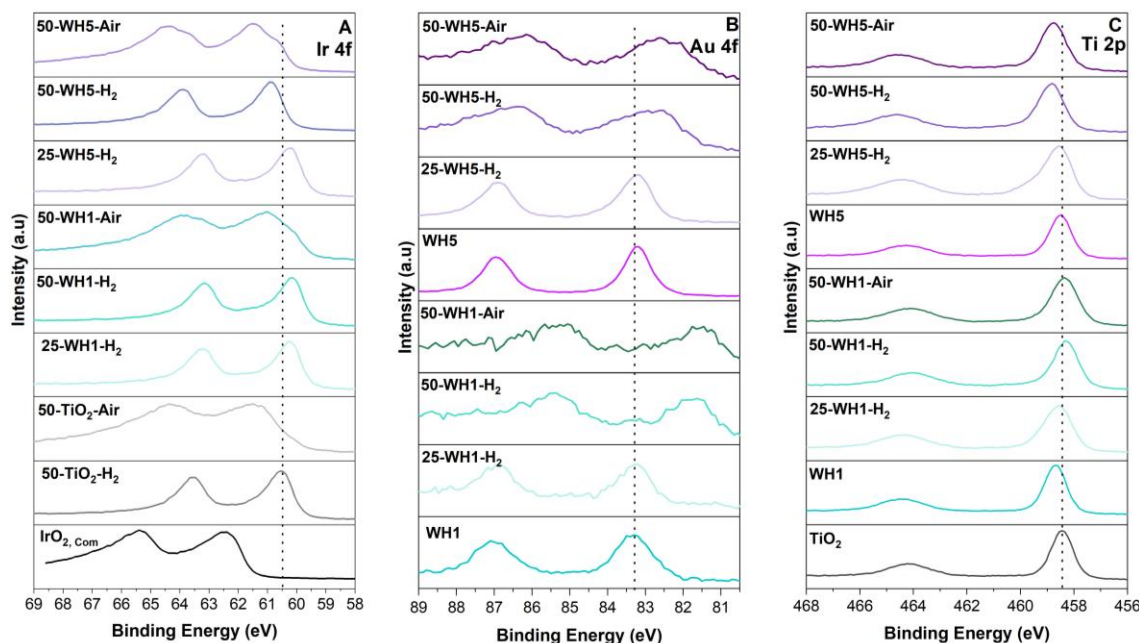 A
Ir 4f
50-WH5-Air
50-WH5-H₂
25-WH5-H₂
50-WH1-Air
50-WH1-H₂
25-WH1-H₂
50-TiO₂-Air
50-TiO₂-H₂
IrO₂, Com
Intensity (a.u)
69 68 67 66 65 64 63 62 61 60 59 58
Binding Energy (eV)
B
Au 4f
50-WH5-Air
50-WH5-H₂
25-WH5-H₂
WH5
50-WH1-Air
50-WH1-H₂
25-WH1-H₂
WH1
Intensity (a.u)
89 88 87 86 85 84 83 82 81
Binding Energy (eV)
C
Ti 2p
50-WH5-Air
50-WH5-H₂
25-WH5-H₂
WH5
50-WH1-Air
50-WH1-H₂
25-WH1-H₂
WH1
TiO₂
Intensity (a.u)
468 466 464 462 460 458 456
Binding Energy (eV)